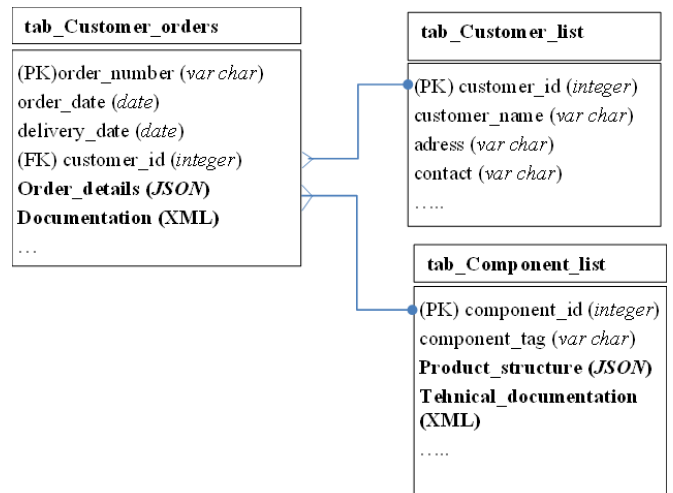 tab_Customer_orders
(PK)order_number (var char)
order_date (date)
delivery_date (date)
(FK) customer_id (integer)
Order_details (JSON)
Documentation (XML)
...
tab_Customer_list
(PK) customer_id (integer)
customer_name (var char)
adress (var char)
contact (var char)
.....
tab_Component_list
(PK) component_id (integer)
component_tag (var char)
Product_structure (JSON)
Tehnical_documentation
(XML)
.....